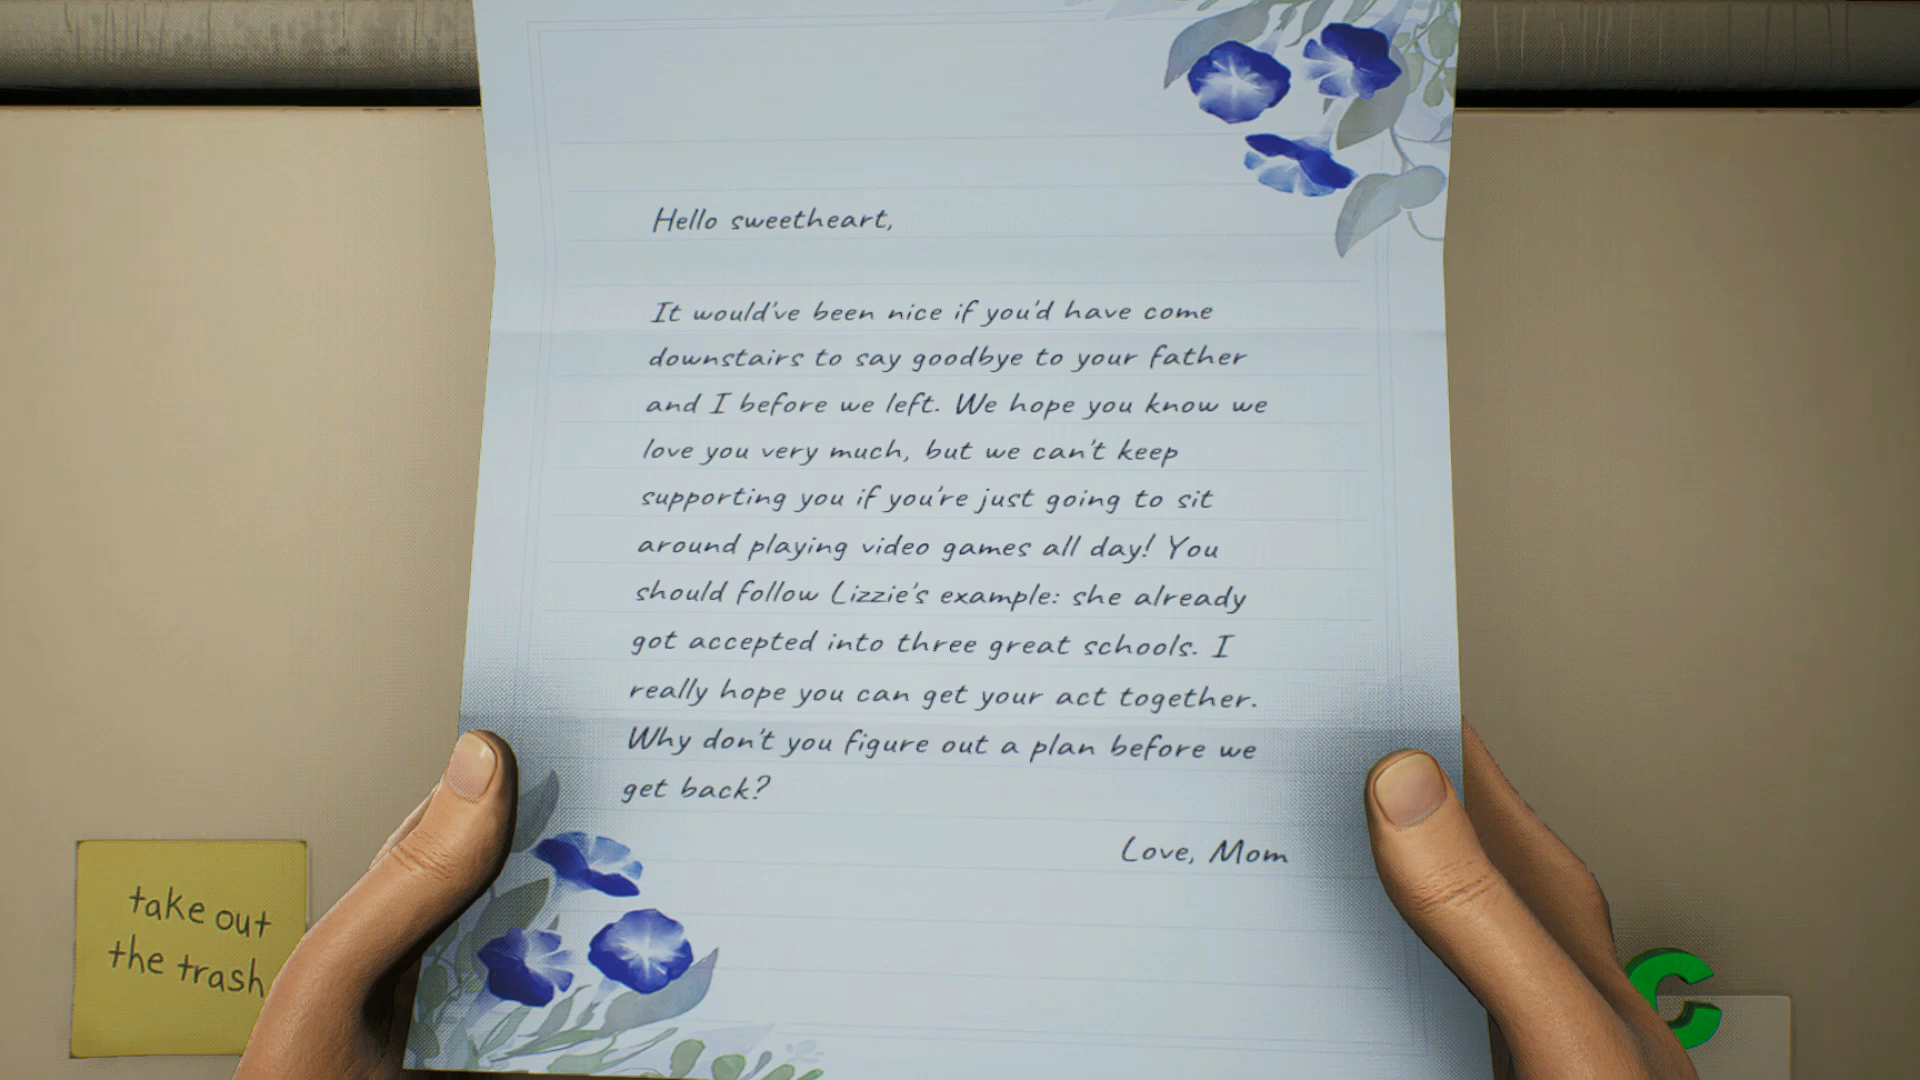 Hello sweetheart,
It would've been nice if you'd have come
downstairs to say goodbye to your father
and I before we left. We hope you know we
love you very much, but we can't keep
supporting you if you're just going to sit
around playing video games all day! You
should follow Lizzie's example: she already
got accepted into three great schools. I
really hope you can get your act together.
Why don't you figure out a plan before we
get back?
Love, Mom
take out
the trash
C